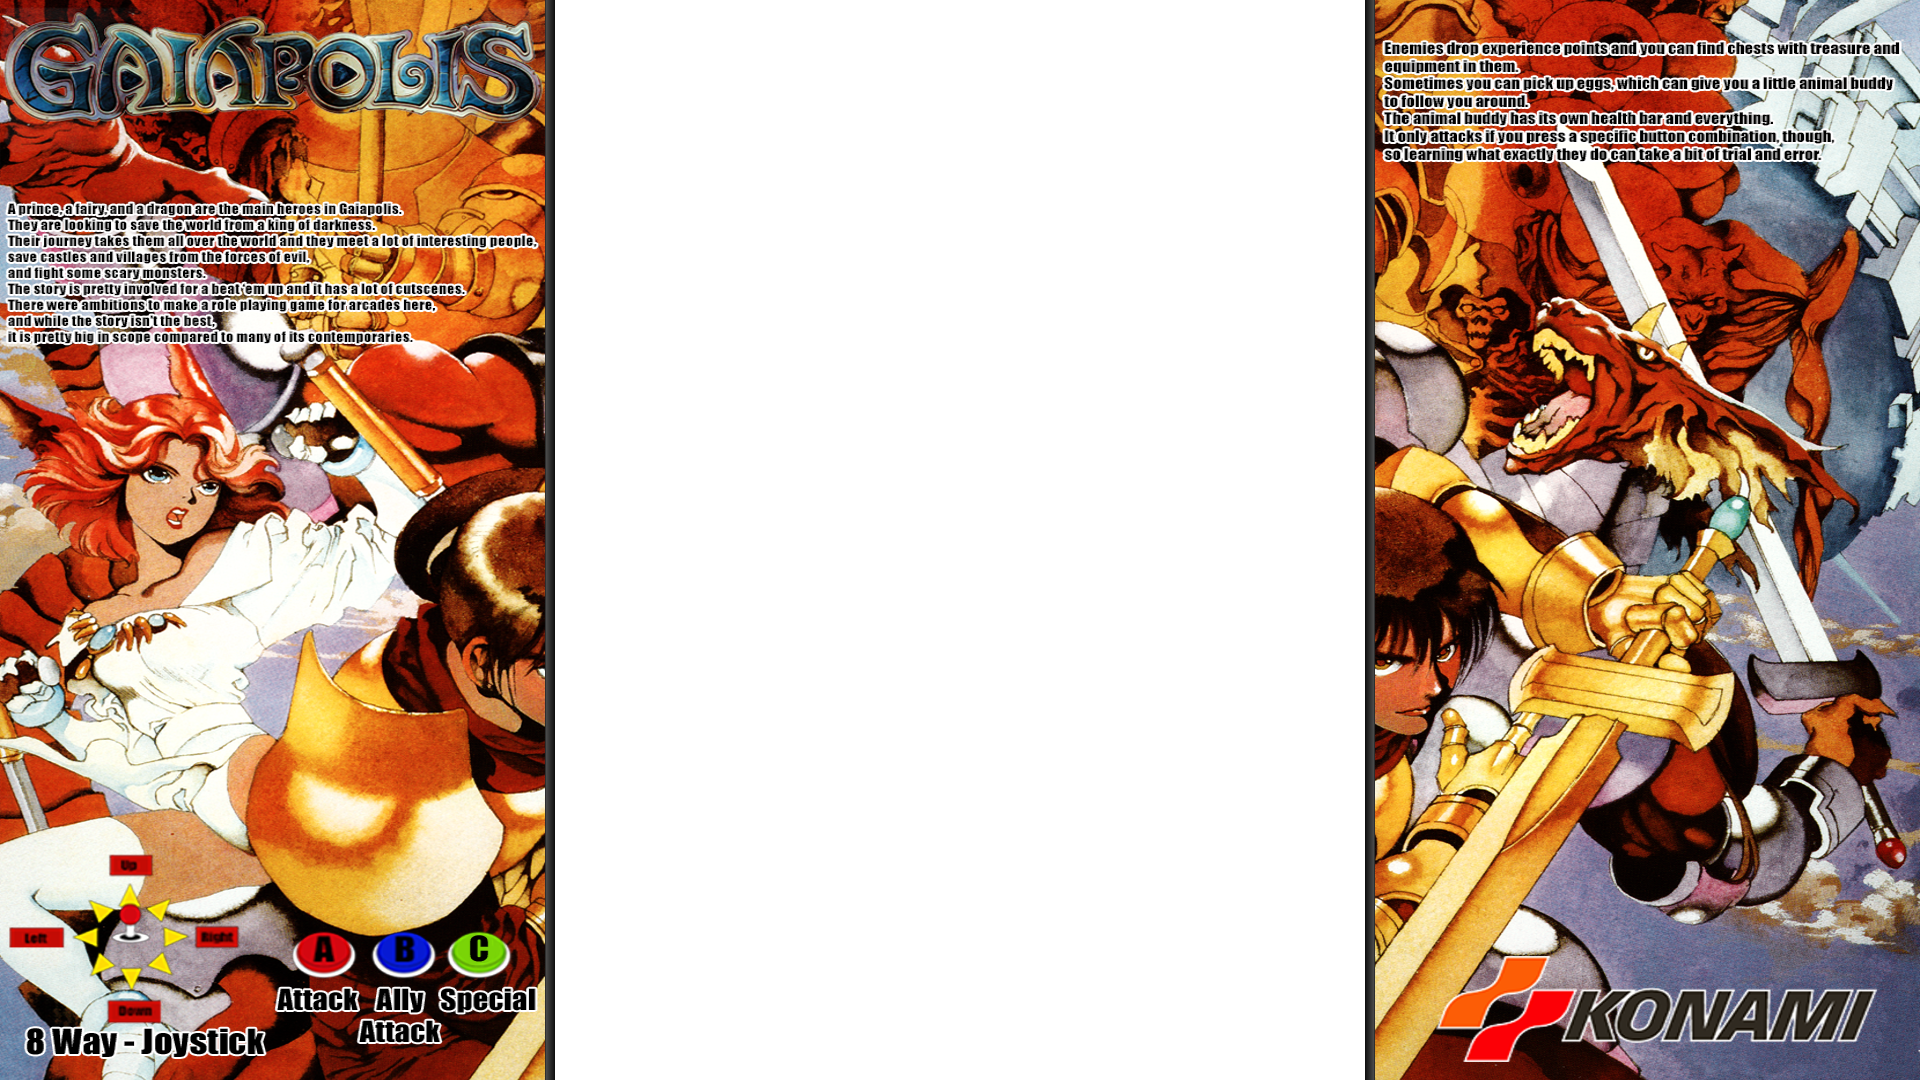 GAIAPOLIS
A prince, a fairy, and a dragon are the main heroes in Gaiapolis.
They are looking to save the world from a king of darkness.
Their journey takes them all over the world and they meet a lot of interesting people,
save castles and villages from the forces of evil,
and fight some scary monsters.
The story is pretty involved for a beat 'em up and it has a lot of cutscenes.
There were ambitions to make a role playing game for arcades here,
and while the story isn't the best,
it is pretty big in scope compared to many of its contemporaries.
Up
Left
Right
Down
8 Way - Joystick
A B C
Attack Ally Special
Attack
Enemies drop experience points and you can find chests with treasure and
equipment in them.
Sometimes you can pick up eggs, which can give you a little animal buddy
to follow you around.
The animal buddy has its own health bar and everything.
It only attacks if you press a specific button combination, though,
so learning what exactly they do can take a bit of trial and error.
KONAMI